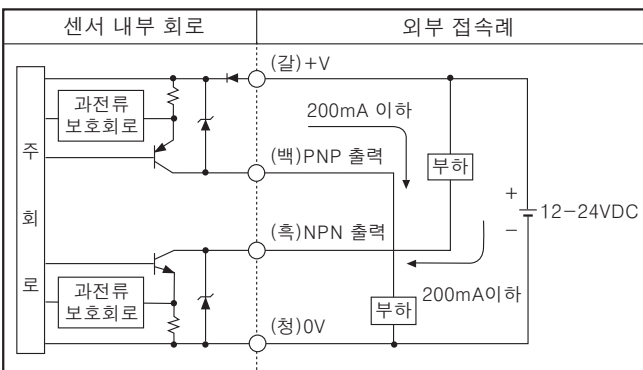 센서 내부 회로
외부 접속례
(갈)+V
200mA 이하
과전류
보호회로
주
(백)PNP 출력
부하
회
+
12-24VDC
-
(흑)NPN 출력
로
과전류
보호회로
200mA이하
부하
(청)0V